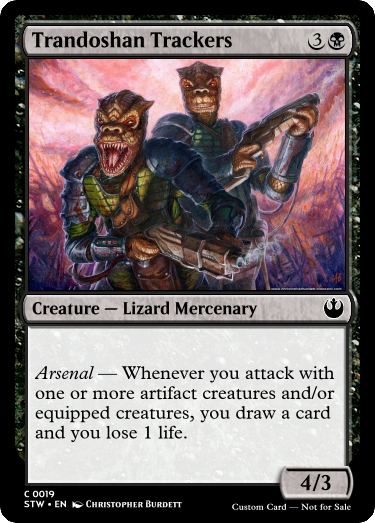 Trandoshan Trackers 3
Creature — Lizard Mercenary
Arsenal — Whenever you attack with
one or more artifact creatures and/or
equipped creatures, you draw a card
and you lose 1 life.
4/3
C 0019
STW • EN Christopher Burdett
Custom Card — Not for Sale